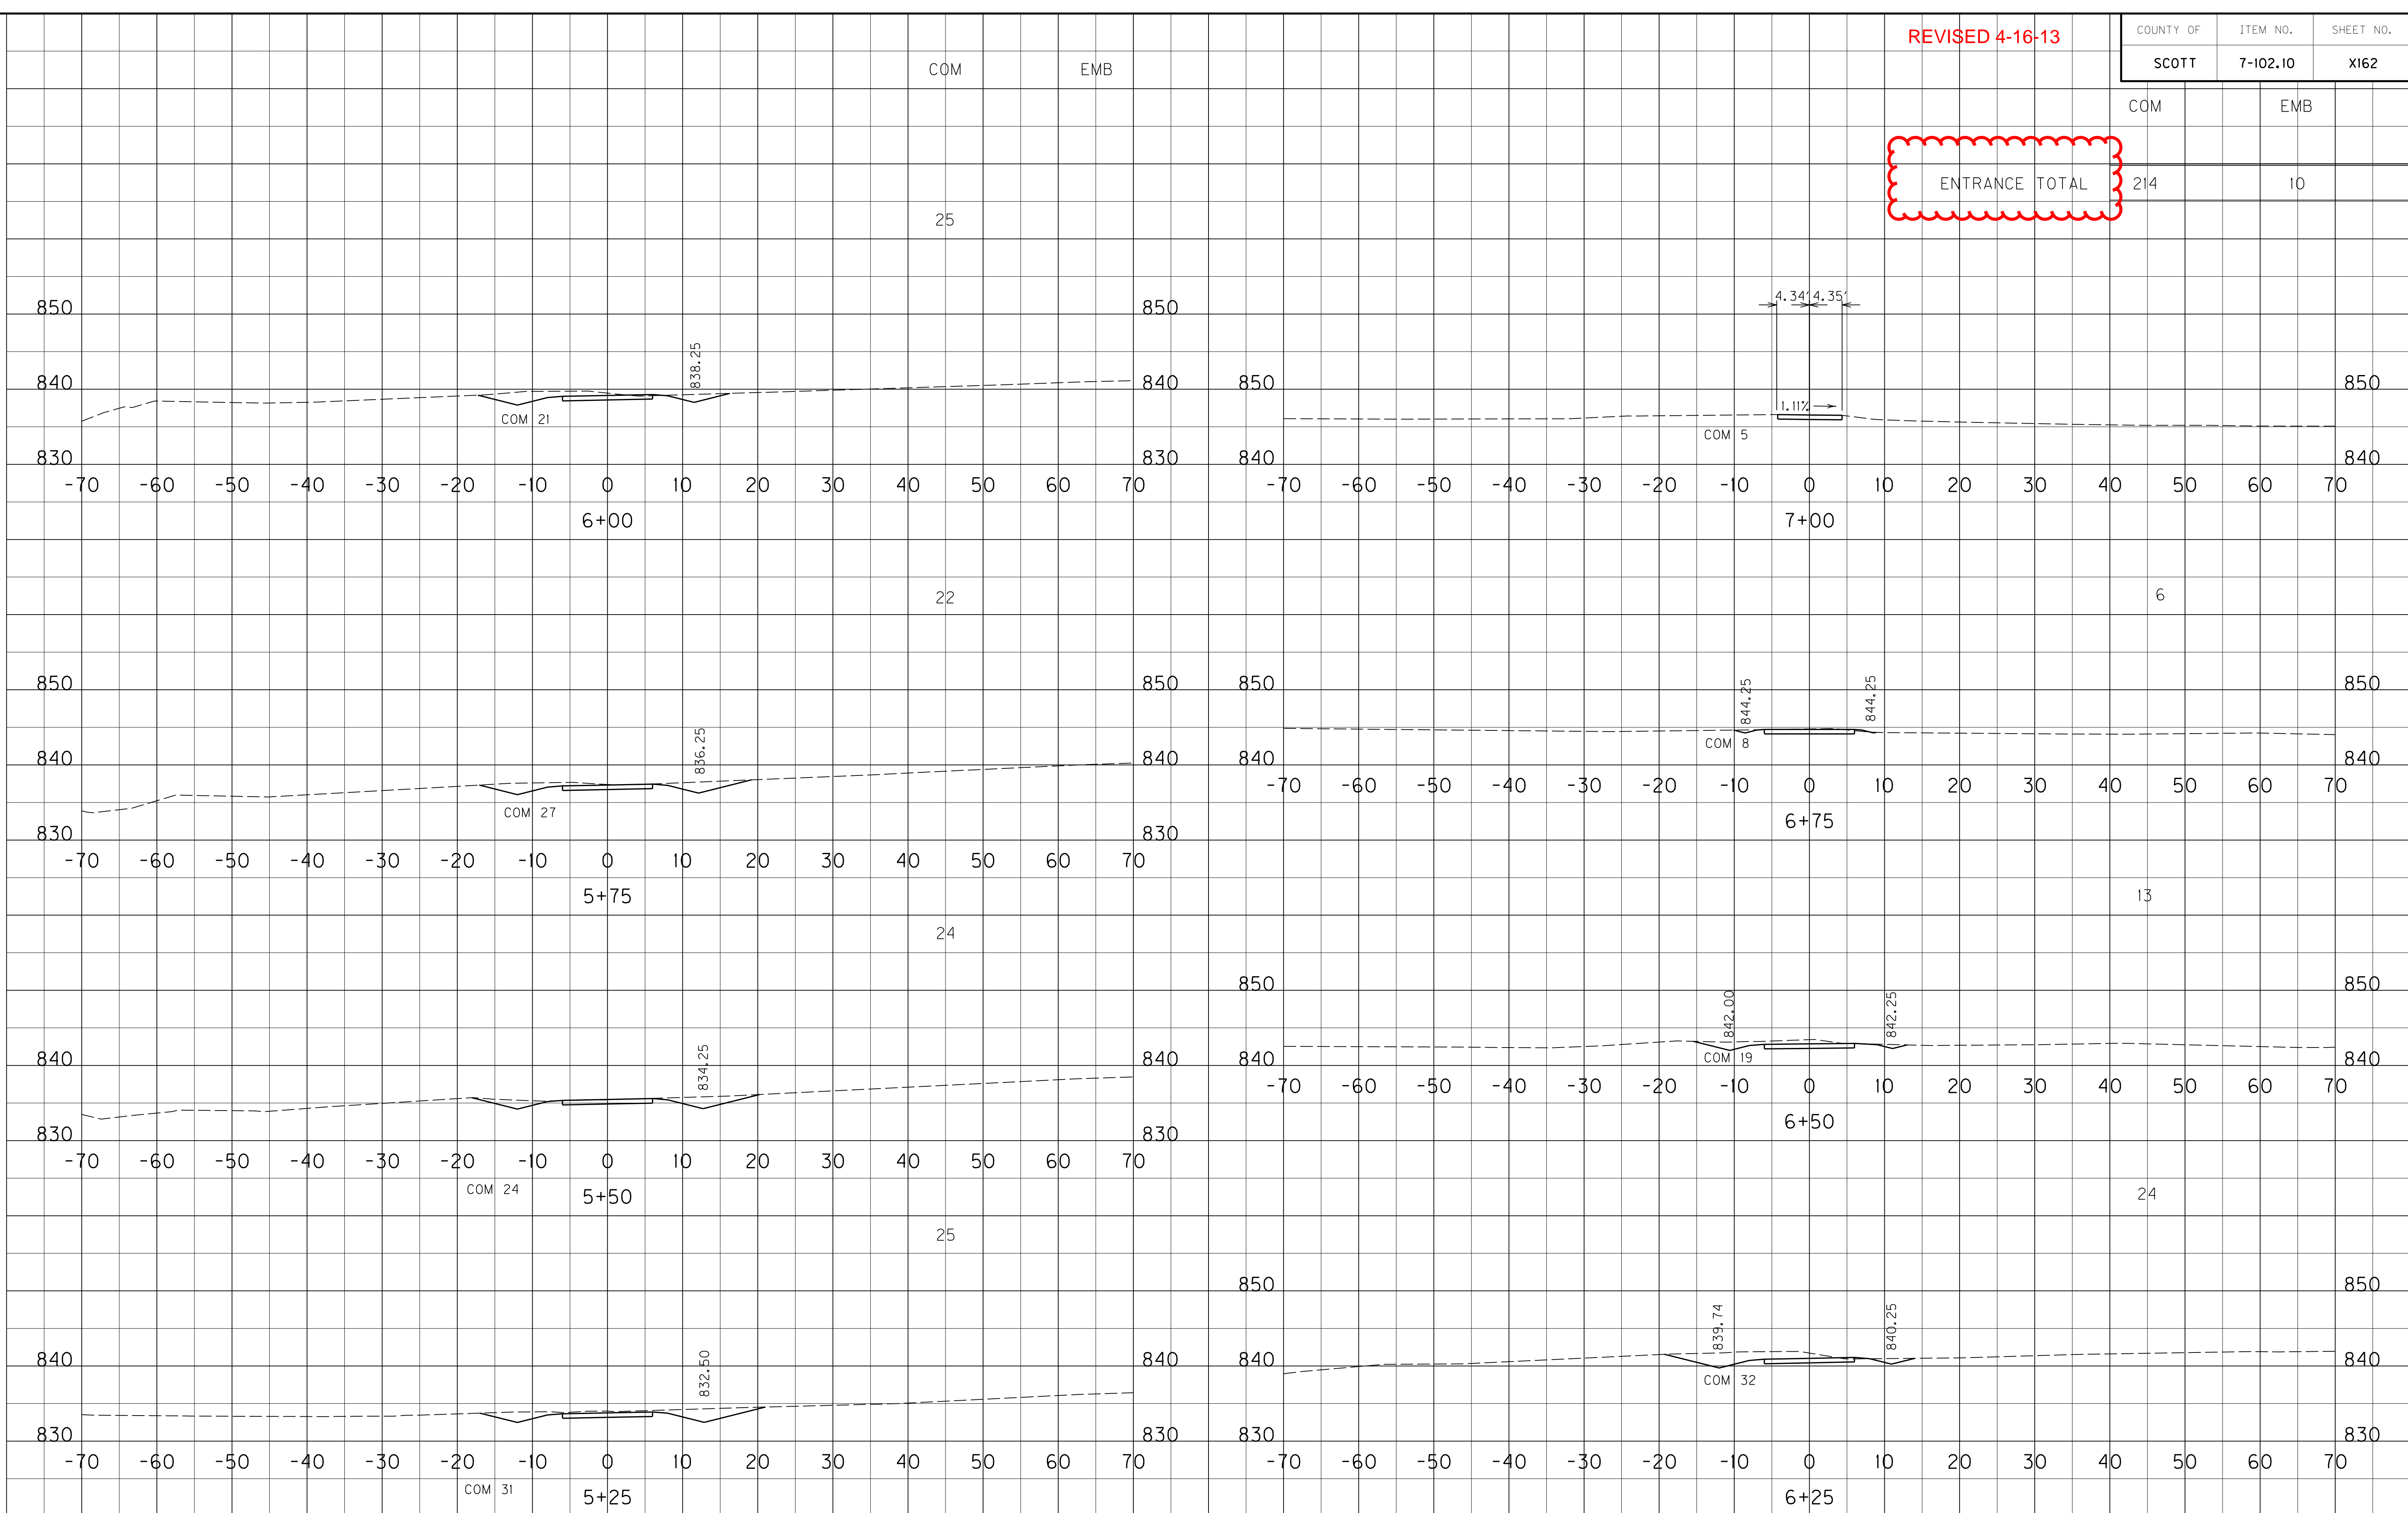 REVISED 4-16-13
COUNTY OF ITEM NO. SHEET NO.
SCOTT 7-102.10 X162
COM EMB
25
850 850
838.25
840 840
COM 21
830 830
-70 -60 -50 -40 -30 -20 -10 0 10 20 30 40 50 60 70
6+00
22
850 850
836.25
840 840
COM 27
830 830
-70 -60 -50 -40 -30 -20 -10 0 10 20 30 40 50 60 70
5+75
24
834.25
840 840
830 830
-70 -60 -50 -40 -30 -20 -10 0 10 20 30 40 50 60 70
COM 24
5+50
25
832.50
840 840
830 830
-70 -60 -50 -40 -30 -20 -10 0 10 20 30 40 50 60 70
COM 31
5+25
COM EMB
ENTRANCE TOTAL 214 10
4.34' 4.35'
850 850
1.11%
COM 5
840 840
-70 -60 -50 -40 -30 -20 -10 0 10 20 30 40 50 60 70
7+00
6
850 850
844.25 844.25
COM 8
840 840
-70 -60 -50 -40 -30 -20 -10 0 10 20 30 40 50 60 70
6+75
13
850 850
842.00 842.25
COM 19
840 840
-70 -60 -50 -40 -30 -20 -10 0 10 20 30 40 50 60 70
6+50
24
850 850
839.74 840.25
840 840
COM 32
830 830
-70 -60 -50 -40 -30 -20 -10 0 10 20 30 40 50 60 70
6+25